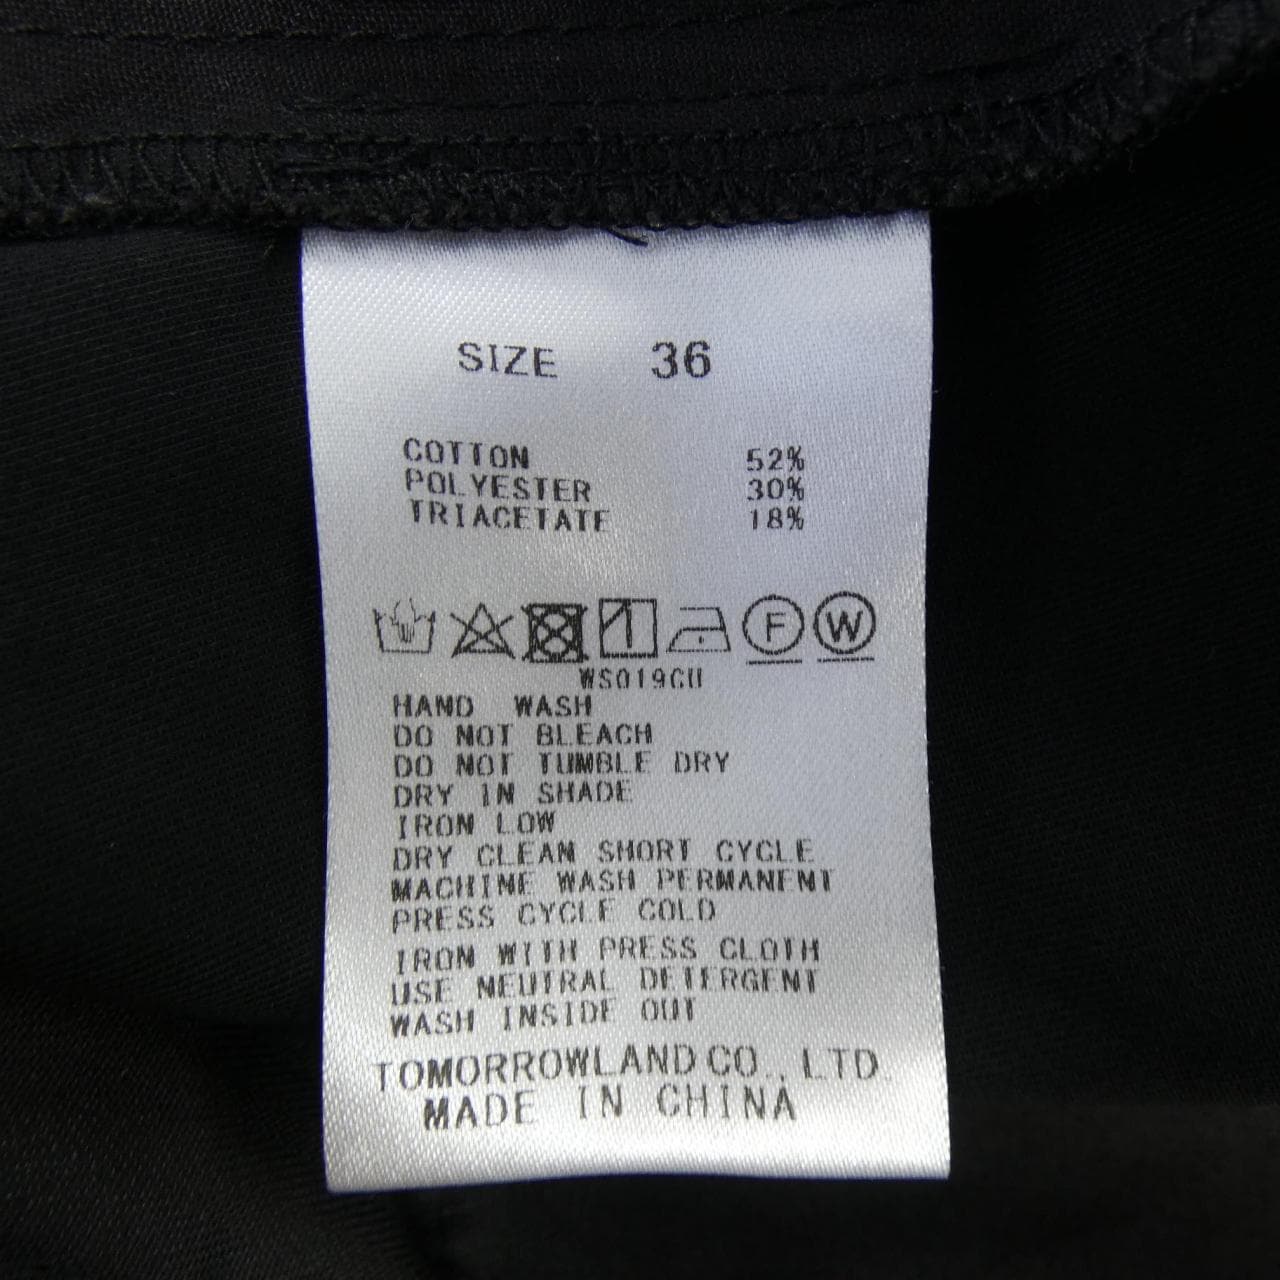 SIZE 36
COTTON 52%
POLYESTER 30%
TRIACETATE 18%
F W
WS019CU
HAND WASH
DO NOT BLEACH
DO NOT TUMBLE DRY
DRY IN SHADE
IRON LOW
DRY CLEAN SHORT CYCLE
MACHINE WASH PERMANENT
PRESS CYCLE COLD
IRON WITH PRESS CLOTH
USE NEUTRAL DETERGENT
WASH INSIDE OUT
TOMORROWLAND CO., LTD.
MADE IN CHINA